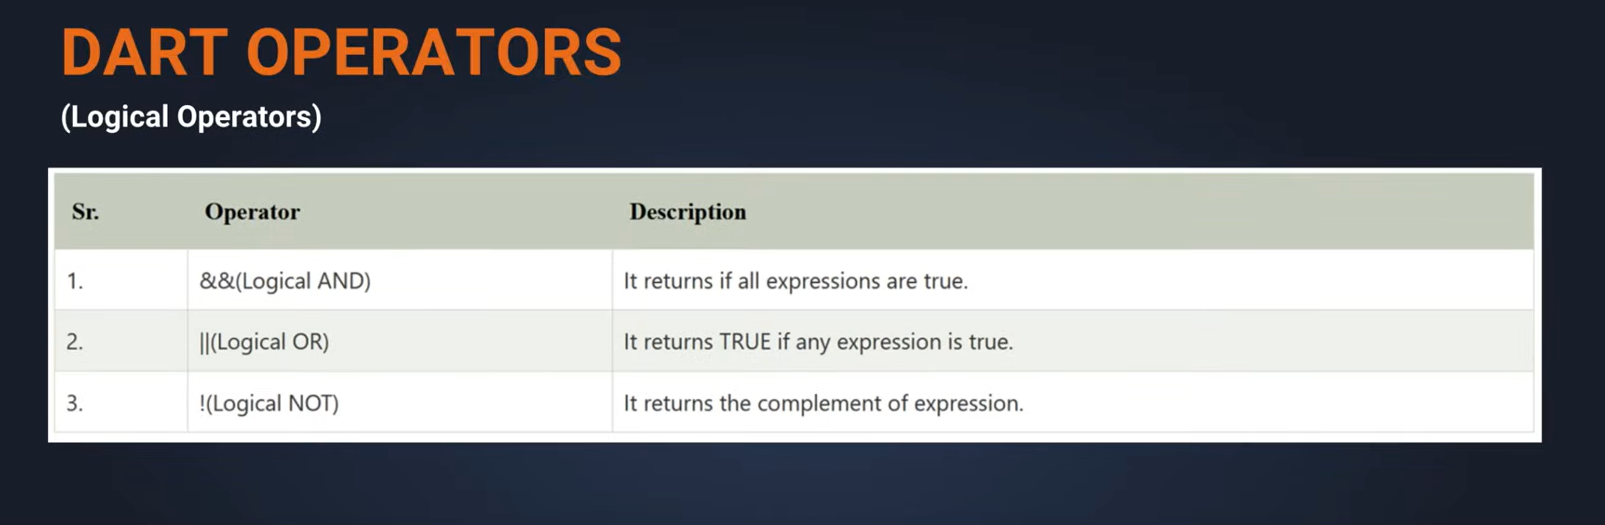 DART OPERATORS
(Logical Operators)
Sr. Operator Description
1. &&(Logical AND) It returns if all expressions are true.
2. ||(Logical OR) It returns TRUE if any expression is true.
3. !(Logical NOT) It returns the complement of expression.